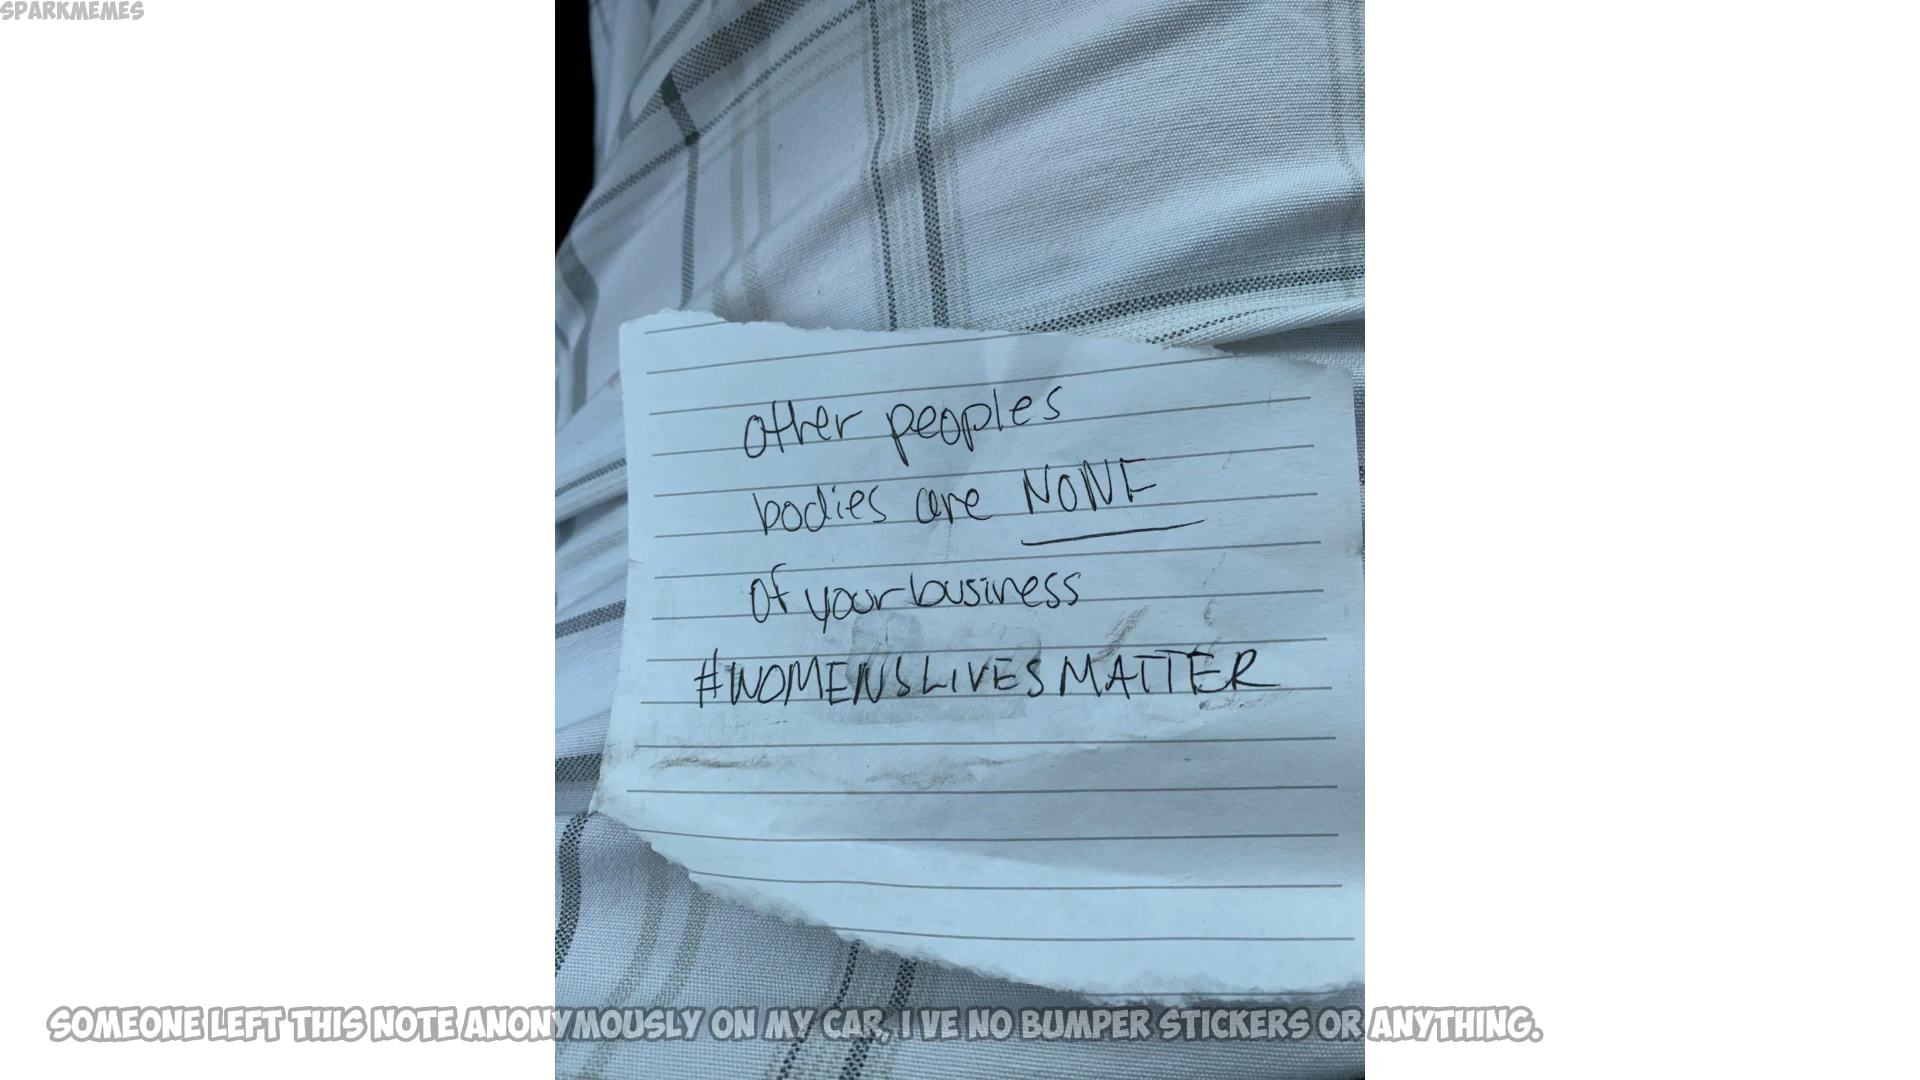 SPARKMEMES
other peoples
bodies are NONE
of your business
#WOMENSLIVESMATTER
SOMEONE LEFT THIS NOTE ANONYMOUSLY ON MY CAR, I VE NO BUMPER STICKERS OR ANYTHING.